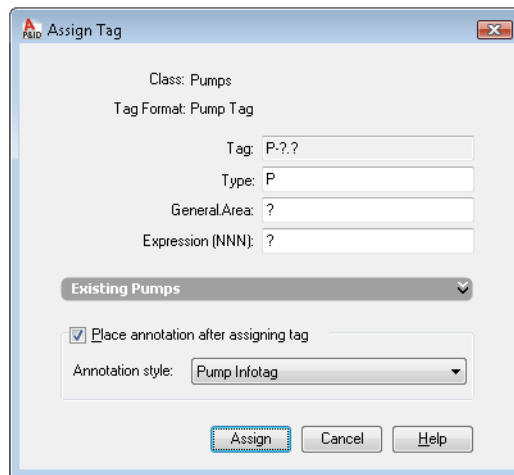 A P&ID Assign Tag
Class: Pumps
Tag Format: Pump Tag
Tag: P-?.?
Type: P
General.Area: ?
Expression (NNN): ?
Existing Pumps
Place annotation after assigning tag
Annotation style: Pump Infotag
Assign Cancel Help